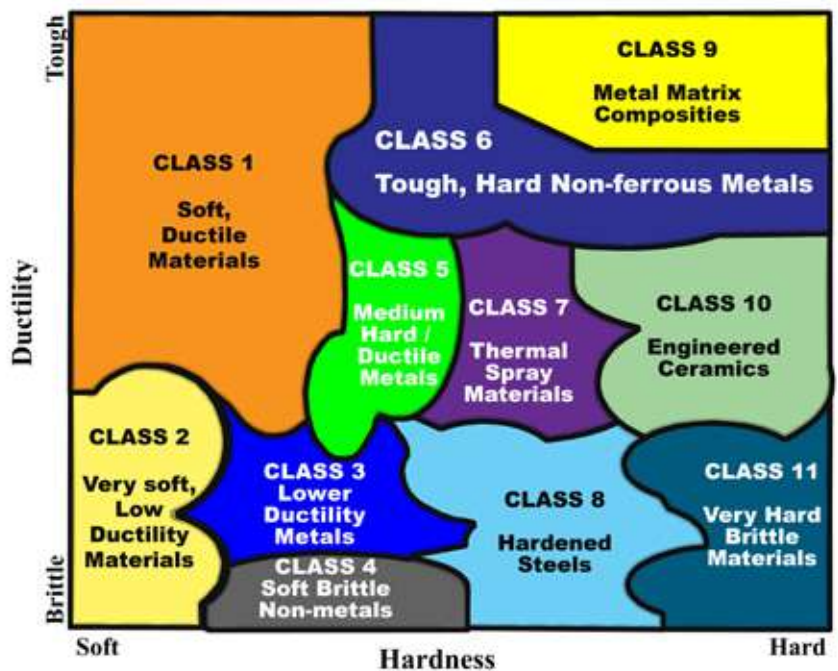 Tough
Ductility
Brittle
CLASS 1
Soft,
Ductile
Materials
CLASS 9
Metal Matrix
Composities
CLASS 6
Tough, Hard Non-ferrous Metals
CLASS 5
Medium
Hard /
Ductile
Metals
CLASS 7
Thermal
Spray
Materials
CLASS 10
Engineered
Ceramics
CLASS 2
Very soft,
Low
Ductility
Materials
CLASS 3
Lower
Ductility
Metals
CLASS 4
Soft Brittle
Non-metals
CLASS 8
Hardened
Steels
CLASS 11
Very Hard
Brittle
Materials
Soft
Hardness
Hard